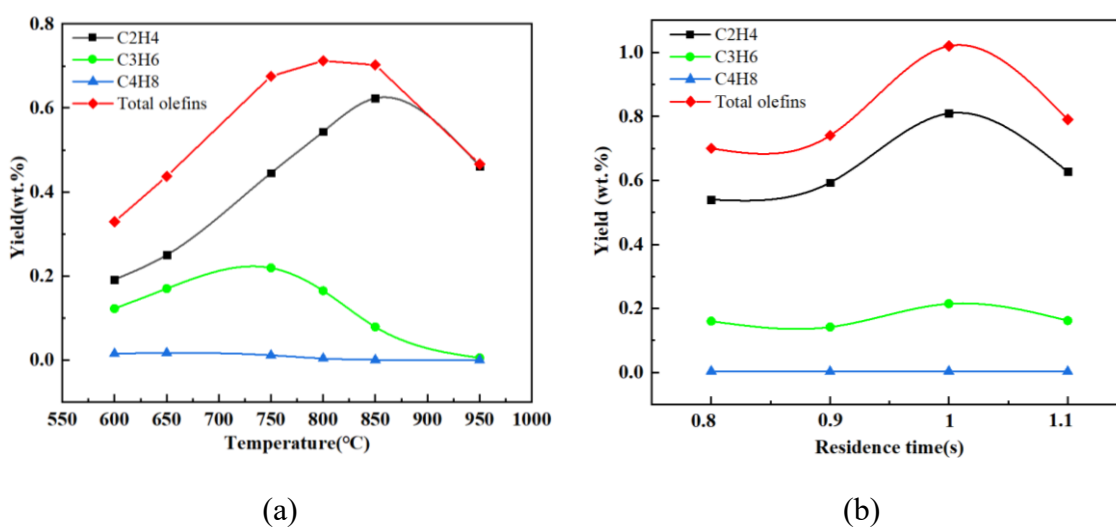 C2H4
C3H6
C4H8
Total olefins
0.8
0.6
0.4
0.2
0.0
Yield(wt.%)
550 600 650 700 750 800 850 900 950 1000
Temperature(℃)
(a)
C2H4
C3H6
C4H8
Total olefins
1.0
0.8
0.6
0.4
0.2
0.0
Yield (wt.%)
0.8 0.9 1 1.1
Residence time(s)
(b)